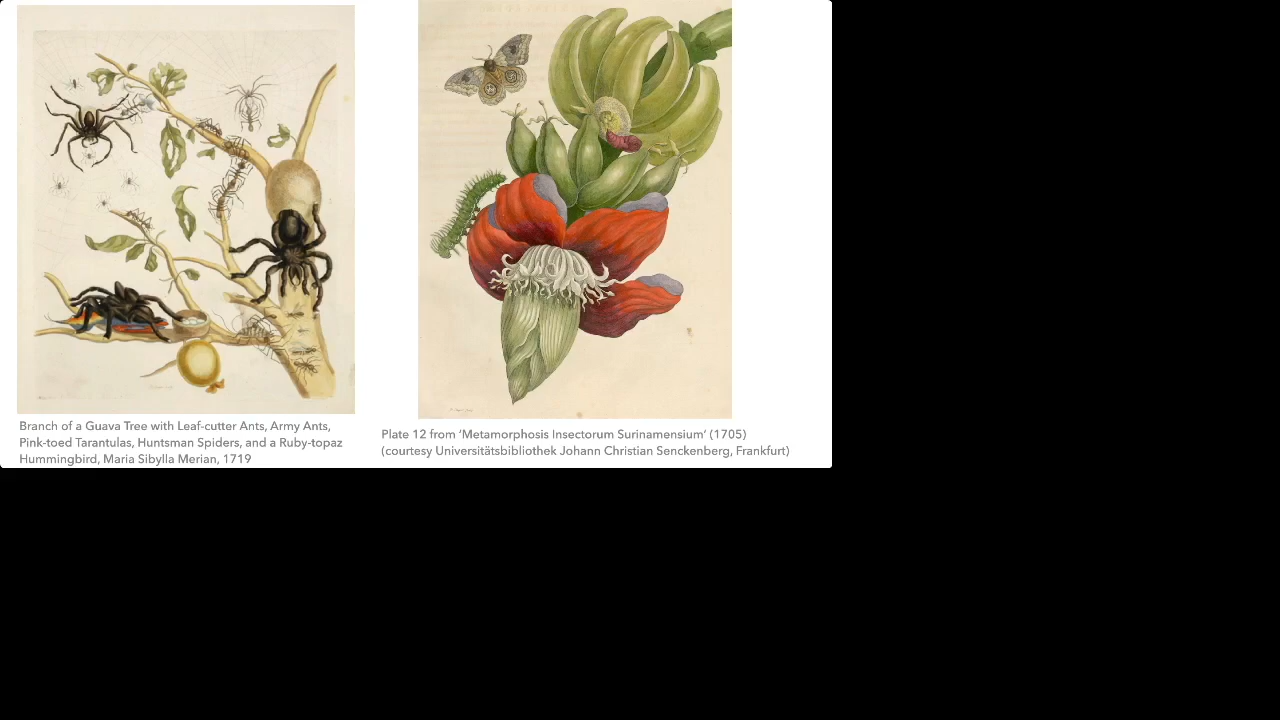 Branch of a Guava Tree with Leaf-cutter Ants, Army Ants,
Pink-toed Tarantulas, Huntsman Spiders, and a Ruby-topaz
Hummingbird, Maria Sibylla Merian, 1719
Plate 12 from ‘Metamorphosis Insectorum Surinamensium’ (1705)
(courtesy Universitätsbibliothek Johann Christian Senckenberg, Frankfurt)